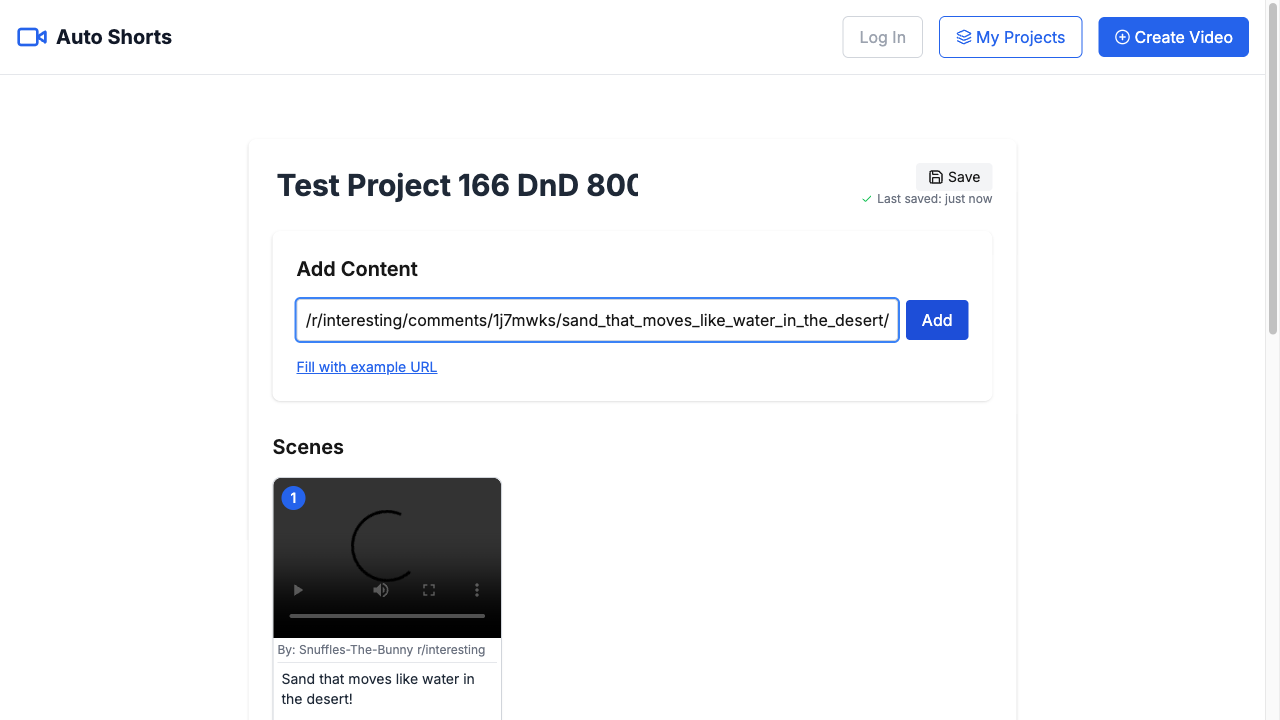 Auto Shorts
Log In
My Projects
Create Video
Test Project 166 DnD 800
Save
Last saved: just now
Add Content
/r/interesting/comments/1j7mwks/sand_that_moves_like_water_in_the_desert/
Add
Fill with example URL
Scenes
1
By: Snuffles-The-Bunny r/interesting
Sand that moves like water in
the desert!